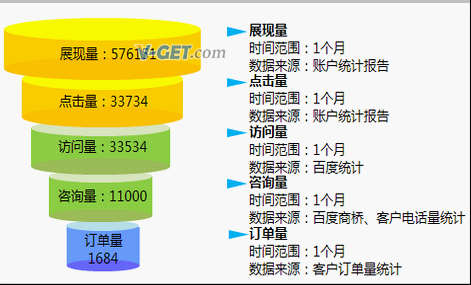 展现量：576131
点击量：33734
访问量：33534
咨询量：11000
订单量
1684
展现量
时间范围：1个月
数据来源：账户统计报告
点击量
时间范围：1个月
数据来源：账户统计报告
访问量
时间范围：1个月
数据来源：百度统计
咨询量
时间范围：1个月
数据来源：百度商桥、客户电话量统计
订单量
时间范围：1个月
数据来源：客户订单量统计